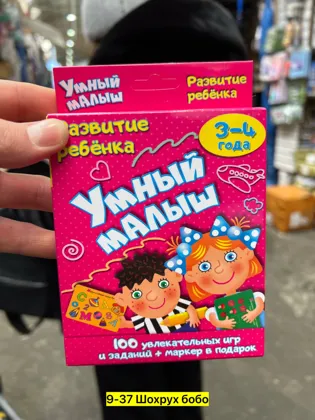 Умный
малыш
Развитие
ребёнка
Развитие
ребёнка
3-4
года
Умный
малыш
100 увлекательных игр
и заданий + маркер в подарок
9-37 Шохрух бобо